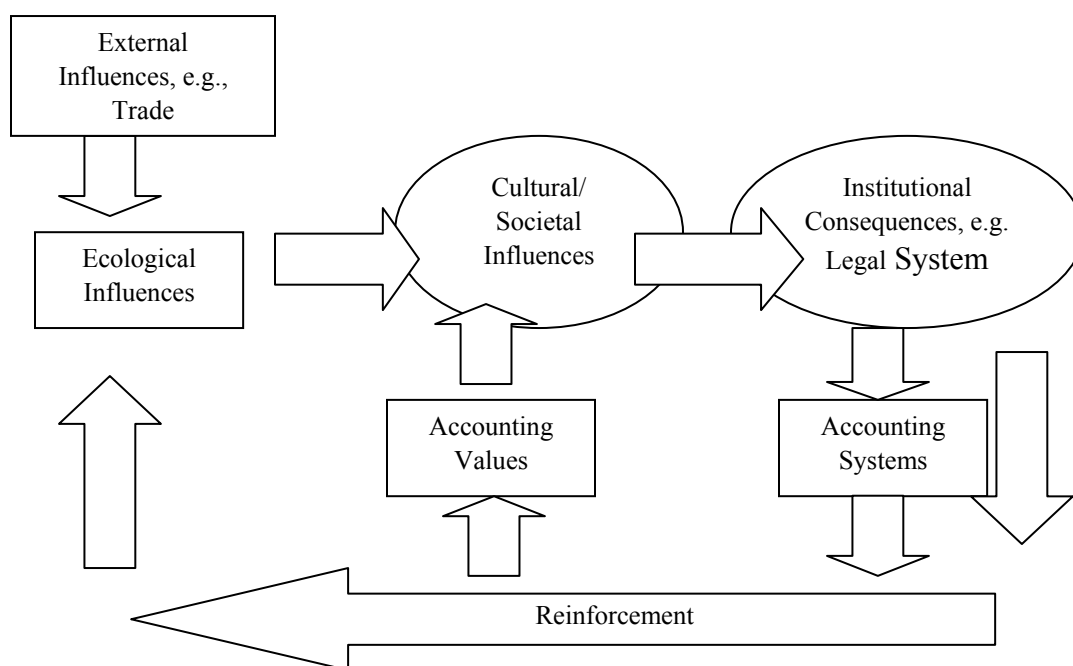 External
Influences, e.g.,
Trade
Ecological
Influences
Cultural/
Societal
Influences
Institutional
Consequences, e.g.
Legal System
Accounting
Values
Accounting
Systems
Reinforcement